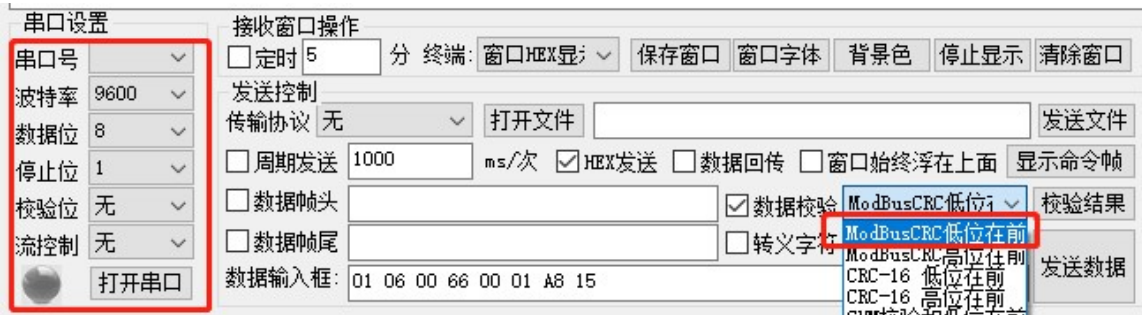 串口设置
串口号
波特率 9600
数据位 8
停止位 1
校验位 无
流控制 无
打开串口
接收窗口操作
定时 5 分 终端: 窗口HEX显 保存窗口 窗口字体 背景色 停止显示 清除窗口
发送控制
传输协议 无 打开文件 发送文件
周期发送 1000 ms/次 HEX发送 数据回传 窗口始终浮在上面 显示命令帧
数据帧头 数据校验 ModBusCRC低位 校验结果
数据帧尾 转义字符
数据输入框: 01 06 00 66 00 01 A8 15 发送数据
ModBusCRC低位在前
ModBusCRC高位在前
CRC-16 低位在前
CRC-16 高位在前